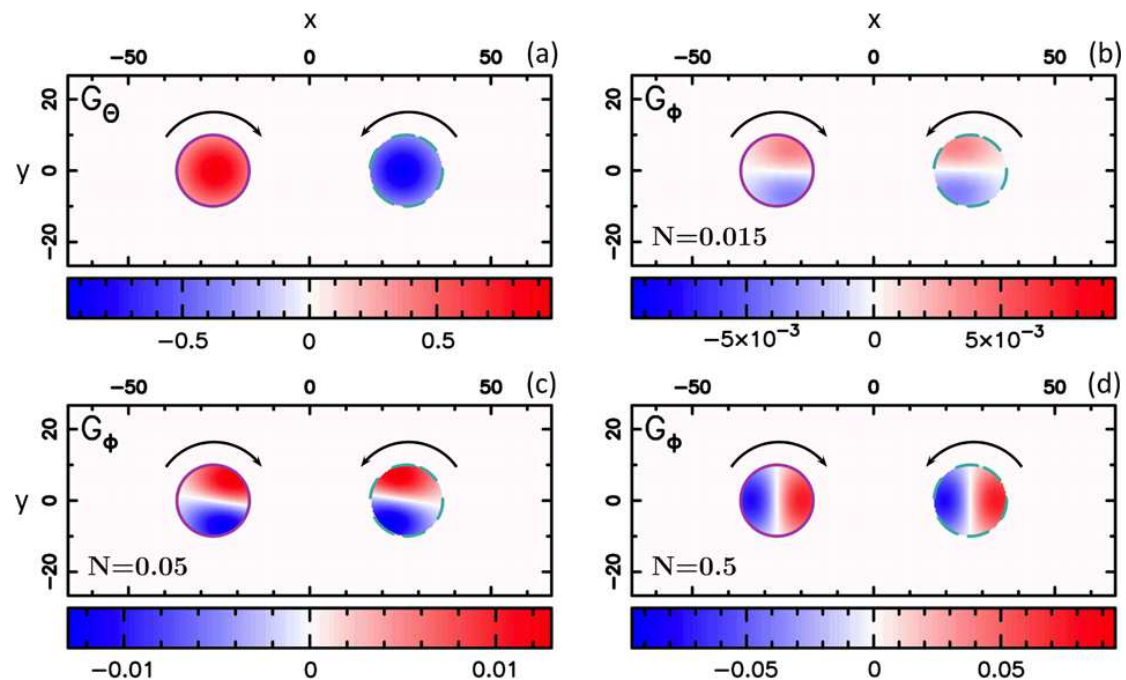 x x
−50 0 50 (a) −50 0 50 (b)
20 G_Θ 20 G_ϕ
y 0 0
−20 −20 N=0.015
−0.5 0 0.5 −5×10⁻³ 0 5×10⁻³
−50 0 50 (c) −50 0 50 (d)
20 G_ϕ 20 G_ϕ
y 0 0
−20 N=0.05 −20 N=0.5
−0.01 0 0.01 −0.05 0 0.05